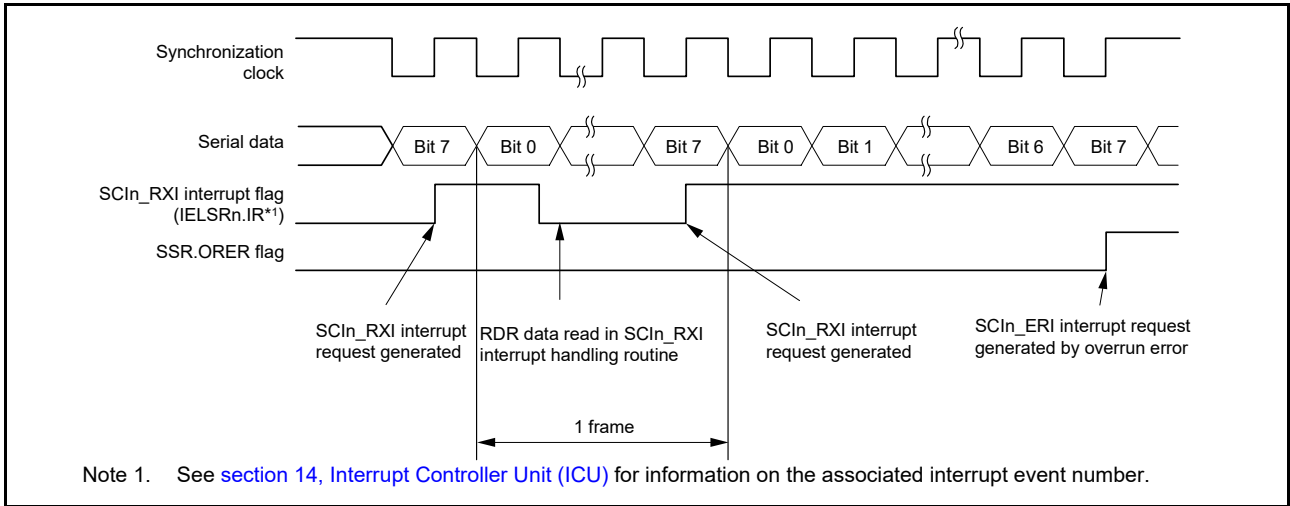 Synchronization
clock
Serial data
Bit 7 Bit 0 Bit 7 Bit 0 Bit 1 Bit 6 Bit 7
SCIn_RXI interrupt flag
(IELSRn.IR*1)
SSR.ORER flag
SCIn_RXI interrupt
request generated
RDR data read in SCIn_RXI
interrupt handling routine
SCIn_RXI interrupt
request generated
SCIn_ERI interrupt request
generated by overrun error
1 frame
Note 1. See section 14, Interrupt Controller Unit (ICU) for information on the associated interrupt event number.